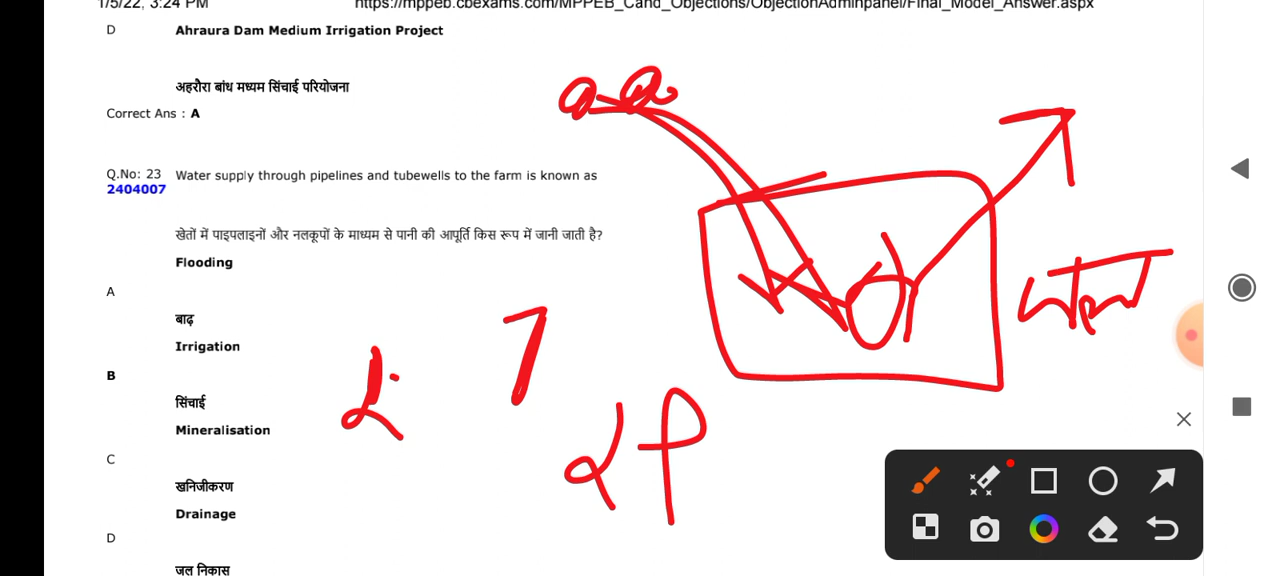 1/5/22, 3:24 PM https://mppeb.cbexams.com/MPPEB_Cand_Objections/ObjectionAdminpanel/Final_Model_Answer.aspx
D Ahraura Dam Medium Irrigation Project
अहरौरा बांध मध्यम सिंचाई परियोजना
Correct Ans : A
Q.No: 23 Water supply through pipelines and tubewells to the farm is known as
2404007
खेतों में पाइपलाइनों और नलकूपों के माध्यम से पानी की आपूर्ति किस रूप में जानी जाती है?
Flooding
A
बाढ़
Irrigation
B
सिंचाई
Mineralisation
C
खनिजीकरण
Drainage
D
जल निकास